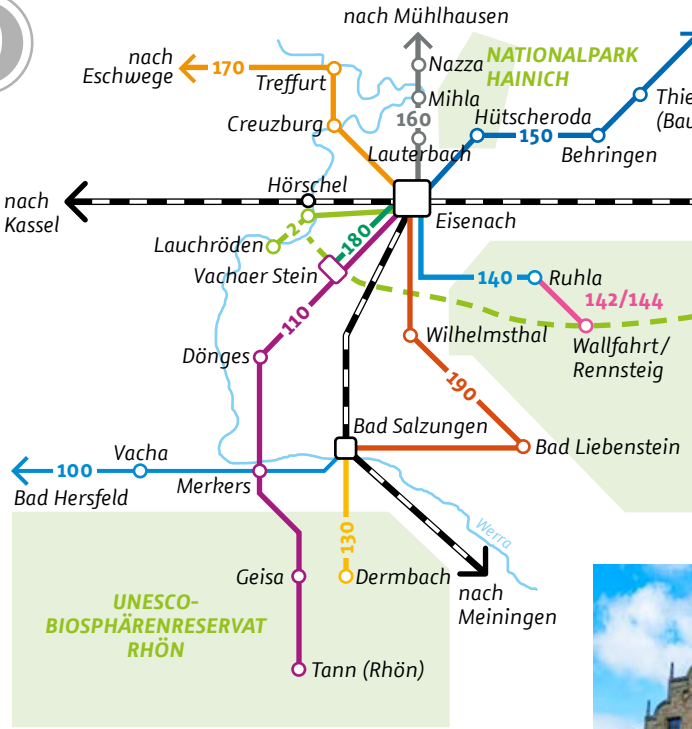 nach Mühlhausen
nach
Eschwege
170
Treffurt
Nazza
NATIONALPARK
HAINICH
Mihla
Creuzburg
160
Hütscheroda
150
Lauterbach
Behringen
Hörschel
nach
Kassel
Eisenach
2
180
Lauchröden
Vachaer Stein
140
Ruhla
142/144
110
Wilhelmsthal
Wallfahrt/
Rennsteig
Dönges
190
Bad Salzungen
Vacha
Bad Liebenstein
100
Bad Hersfeld
Merkers
130
Werra
Geisa
Dermbach
nach
Meiningen
UNESCO-
BIOSPHÄRENRESERVAT
RHÖN
Tann (Rhön)